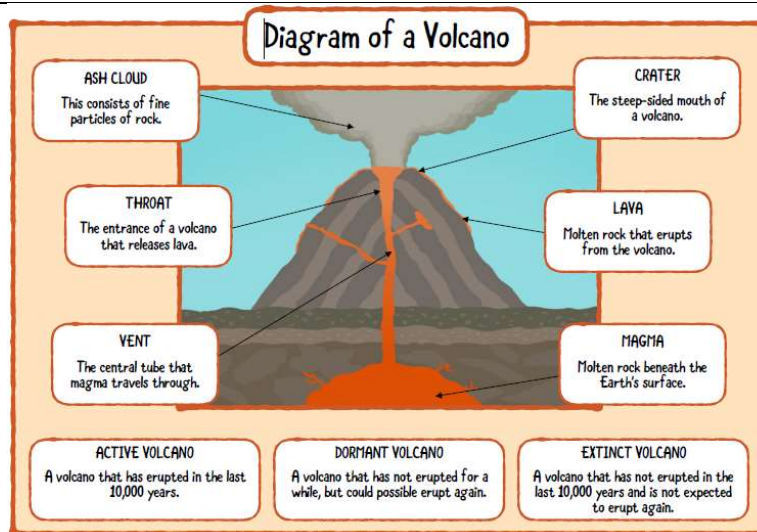 Diagram of a Volcano
ASH CLOUD
This consists of fine
particles of rock.
CRATER
The steep-sided mouth of
a volcano.
THROAT
The entrance of a volcano
that releases lava.
LAVA
Molten rock that erupts
from the volcano.
VENT
The central tube that
magma travels through.
MAGMA
Molten rock beneath the
Earth's surface.
ACTIVE VOLCANO
A volcano that has erupted in the last
10,000 years.
DORMANT VOLCANO
A volcano that has not erupted for a
while, but could possible erupt again.
EXTINCT VOLCANO
A volcano that has not erupted in the
last 10,000 years and is not expected
to erupt again.